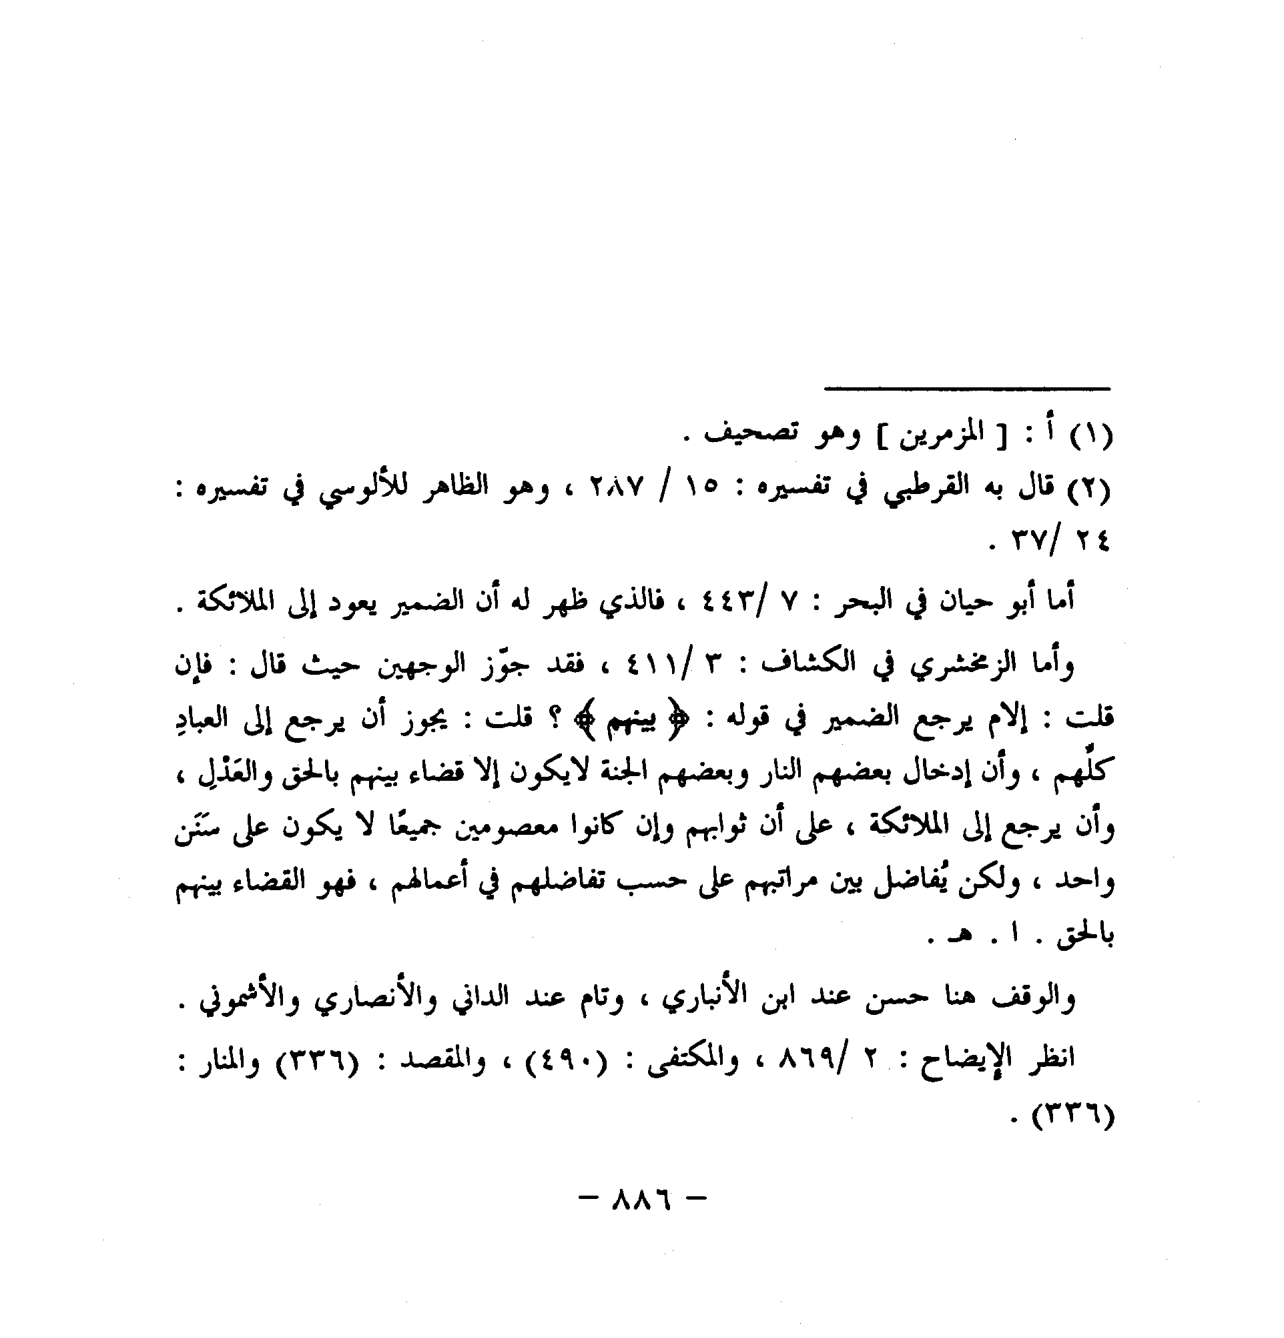 (١) أ : [ المزمرين ] وهو تصحيف .
(٢) قال به القرطبي في تفسيره : ١٥ / ٢٨٧ ، وهو الظاهر للألوسي في تفسيره :
٢٤ /٣٧ .
أما أبو حيان في البحر : ٧ /٤٤٣ ، فالذي ظهر له أن الضمير يعود إلى الملائكة .
وأما الزمخشري في الكشاف : ٣ /٤١١ ، فقد جوّز الوجهين حيث قال : فإن
قلت : إلام يرجع الضمير في قوله : ﴿ بينهم ﴾ ؟ قلت : يجوز أن يرجع إلى العبادِ
كلِّهم ، وأن إدخال بعضهم النار وبعضهم الجنة لايكون إلا قضاء بينهم بالحق والعَدْلِ ،
وأن يرجع إلى الملائكة ، على أن ثوابهم وإن كانوا معصومين جميعًا لا يكون على سَنَن
واحد ، ولكن يُفاضل بين مراتبهم على حسب تفاضلهم في أعمالهم ، فهو القضاء بينهم
بالحق . ا . هـ .
والوقف هنا حسن عند ابن الأنباري ، وتام عند الداني والأنصاري والأشموني .
انظر الإيضاح : ٢ /٨٦٩ ، والمكتفى : (٤٩٠) ، والمقصد : (٣٣٦) والمنار :
(٣٣٦) .
– ٨٨٦ –